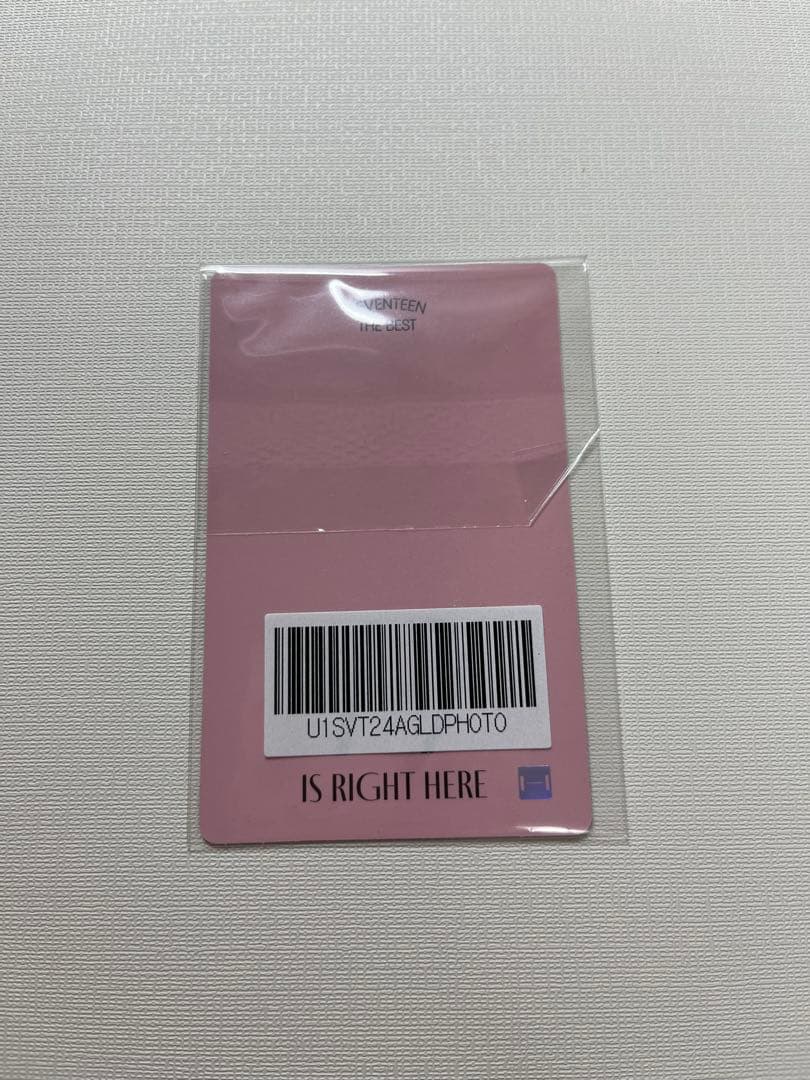 SEVENTEEN
THE BEST
U1SVT24AGLDPHOTO
IS RIGHT HERE